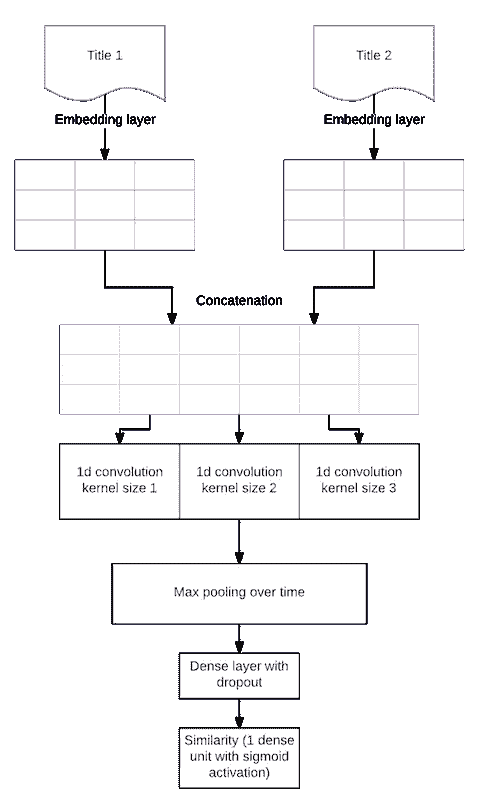 Title 1
Title 2
Embedding layer
Embedding layer
Concatenation
1d convolution
kernel size 1
1d convolution
kernel size 2
1d convolution
kernel size 3
Max pooling over time
Dense layer with
dropout
Similarity (1 dense
unit with sigmoid
activation)